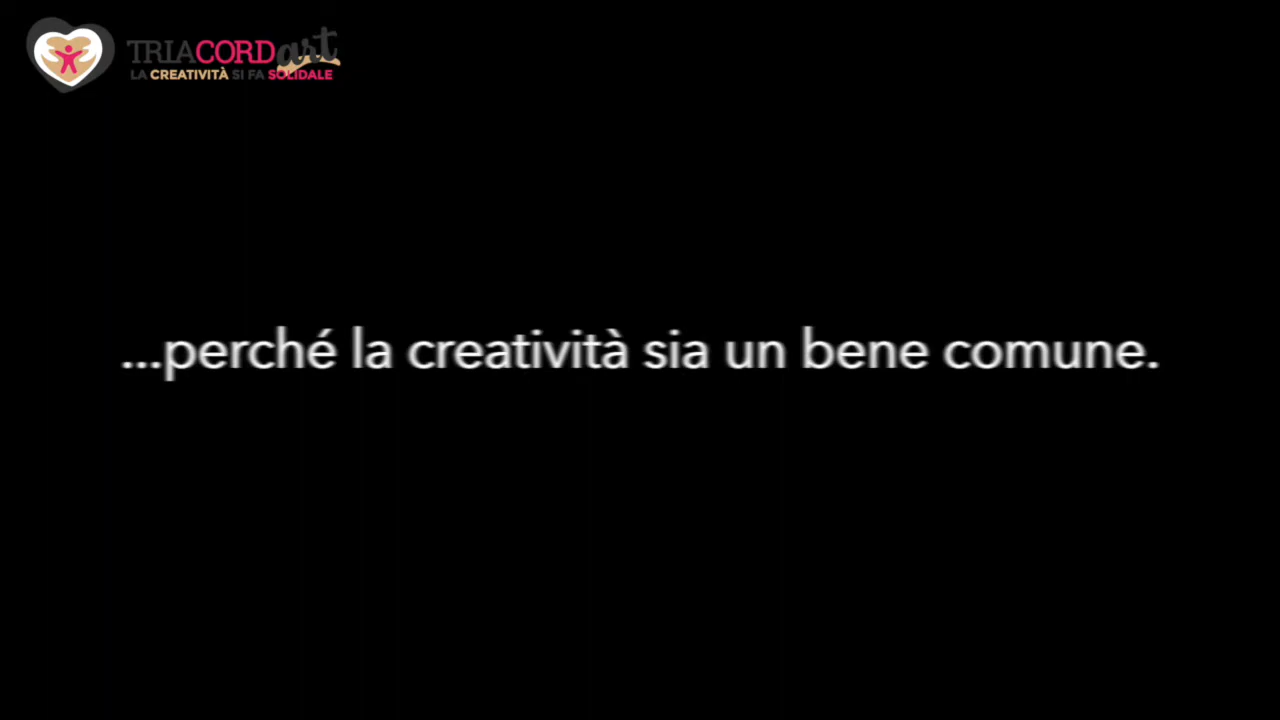 TRIACORDart
LA CREATIVITÀ SI FA SOLIDALE
...perché la creatività sia un bene comune.